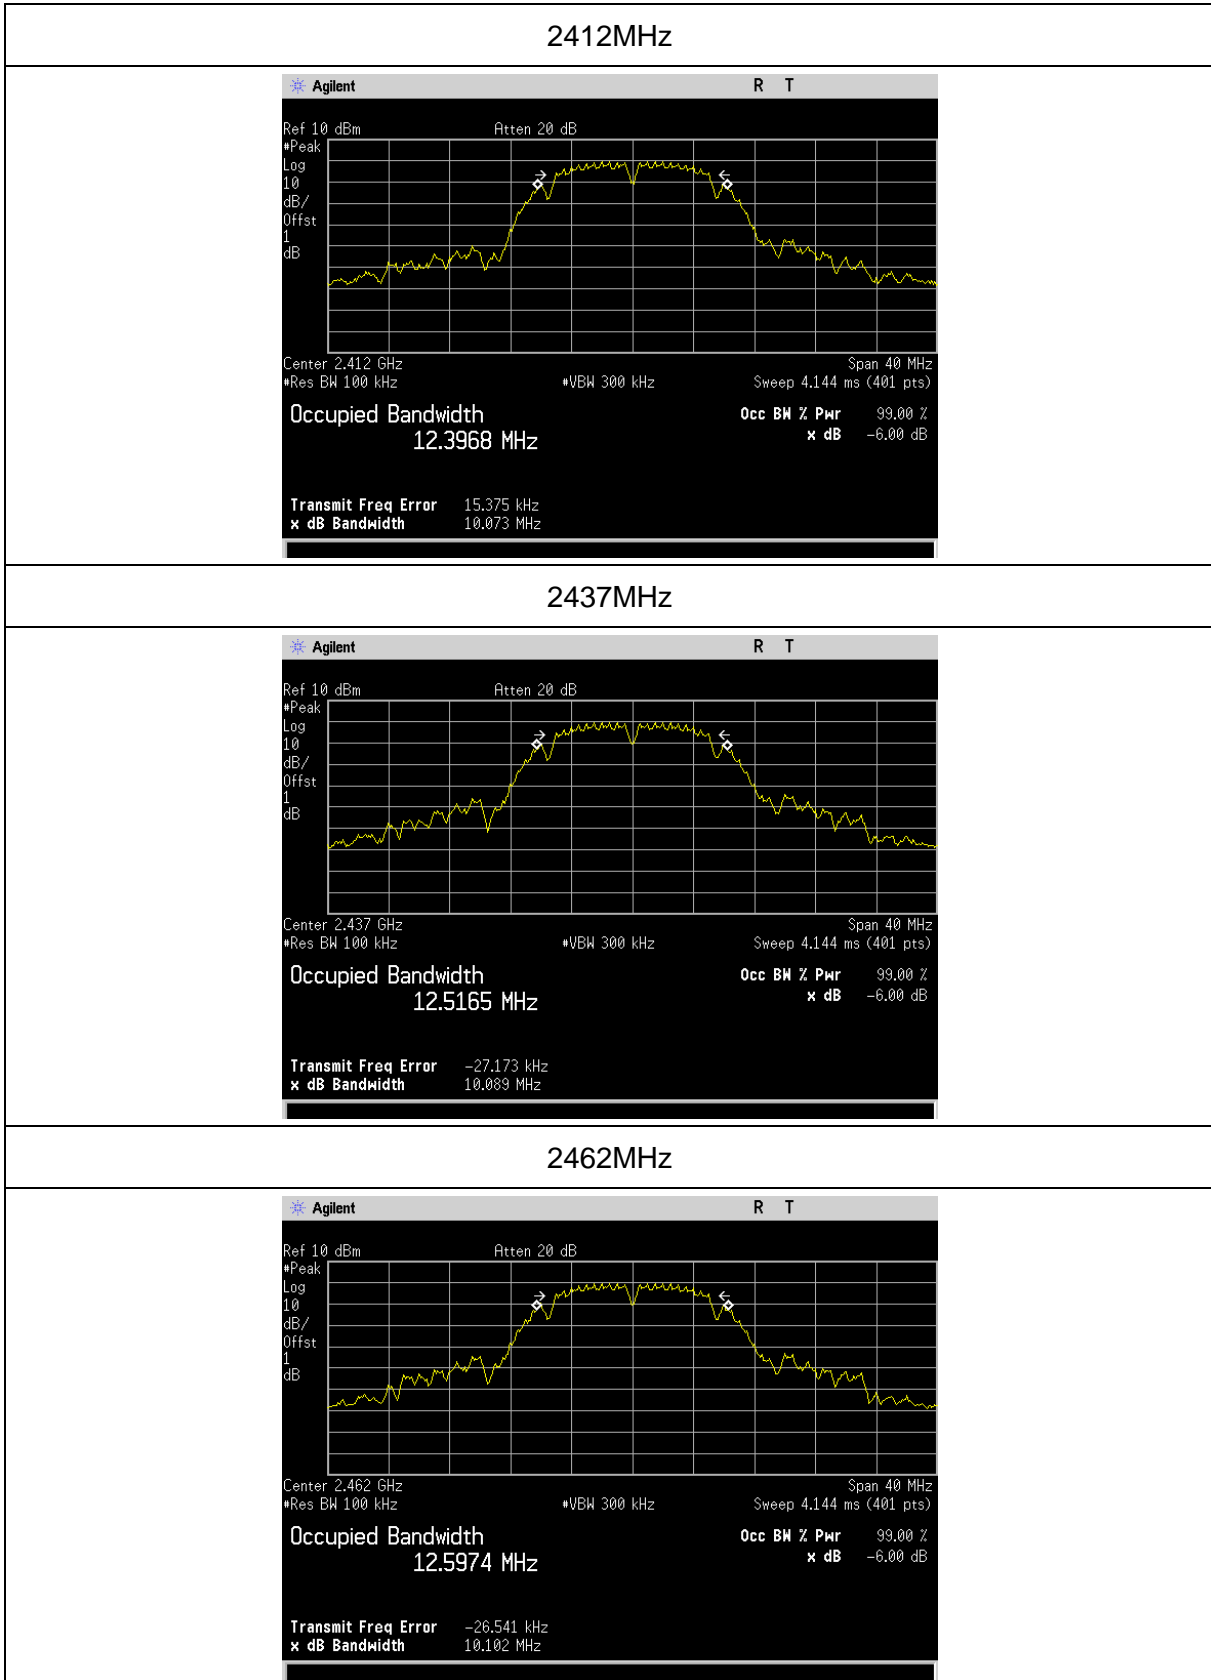 2412MHz
Agilent R T
Ref 10 dBm Atten 20 dB
#Peak
Log
10
dB/
Offst
1
dB
Center 2.412 GHz Span 40 MHz
#Res BW 100 kHz #VBW 300 kHz Sweep 4.144 ms (401 pts)
Occupied Bandwidth Occ BW % Pwr 99.00 %
12.3968 MHz x dB -6.00 dB
Transmit Freq Error 15.375 kHz
x dB Bandwidth 10.073 MHz
2437MHz
Agilent R T
Ref 10 dBm Atten 20 dB
#Peak
Log
10
dB/
Offst
1
dB
Center 2.437 GHz Span 40 MHz
#Res BW 100 kHz #VBW 300 kHz Sweep 4.144 ms (401 pts)
Occupied Bandwidth Occ BW % Pwr 99.00 %
12.5165 MHz x dB -6.00 dB
Transmit Freq Error -27.173 kHz
x dB Bandwidth 10.089 MHz
2462MHz
Agilent R T
Ref 10 dBm Atten 20 dB
#Peak
Log
10
dB/
Offst
1
dB
Center 2.462 GHz Span 40 MHz
#Res BW 100 kHz #VBW 300 kHz Sweep 4.144 ms (401 pts)
Occupied Bandwidth Occ BW % Pwr 99.00 %
12.5974 MHz x dB -6.00 dB
Transmit Freq Error -26.541 kHz
x dB Bandwidth 10.102 MHz